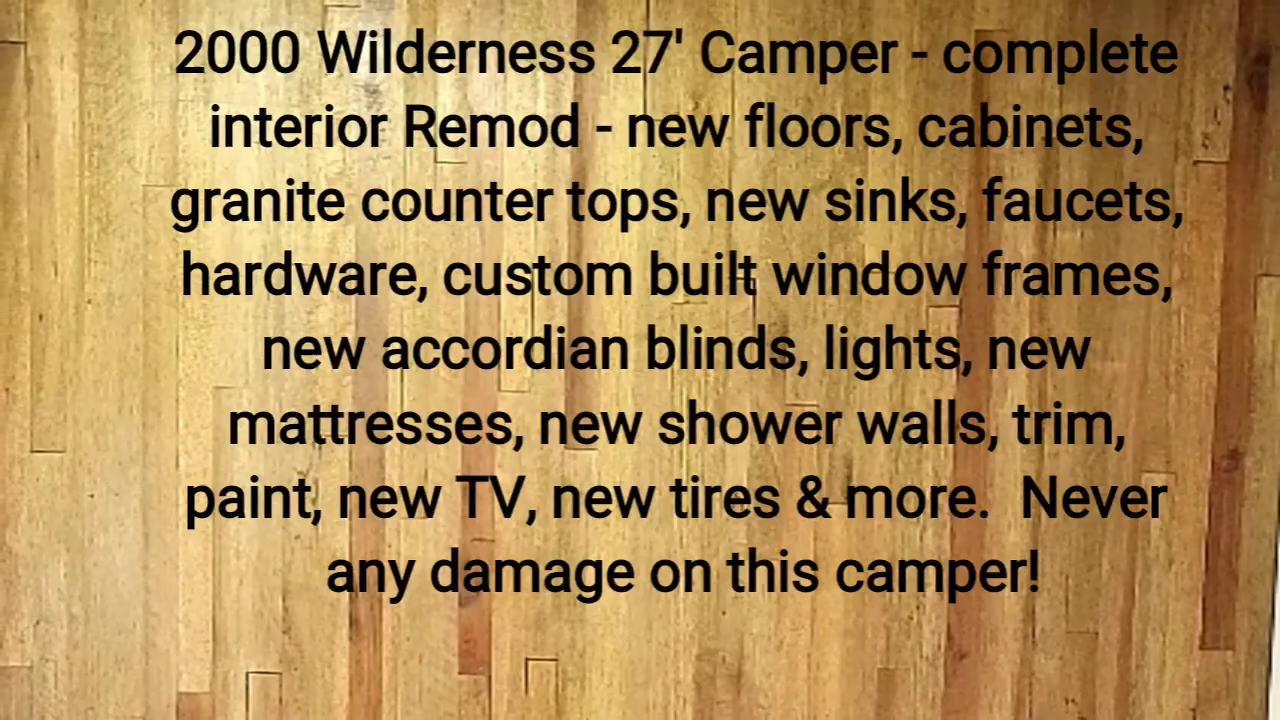 2000 Wilderness 27' Camper - complete
interior Remod - new floors, cabinets,
granite counter tops, new sinks, faucets,
hardware, custom built window frames,
new accordian blinds, lights, new
mattresses, new shower walls, trim,
paint, new TV, new tires & more.  Never
any damage on this camper!